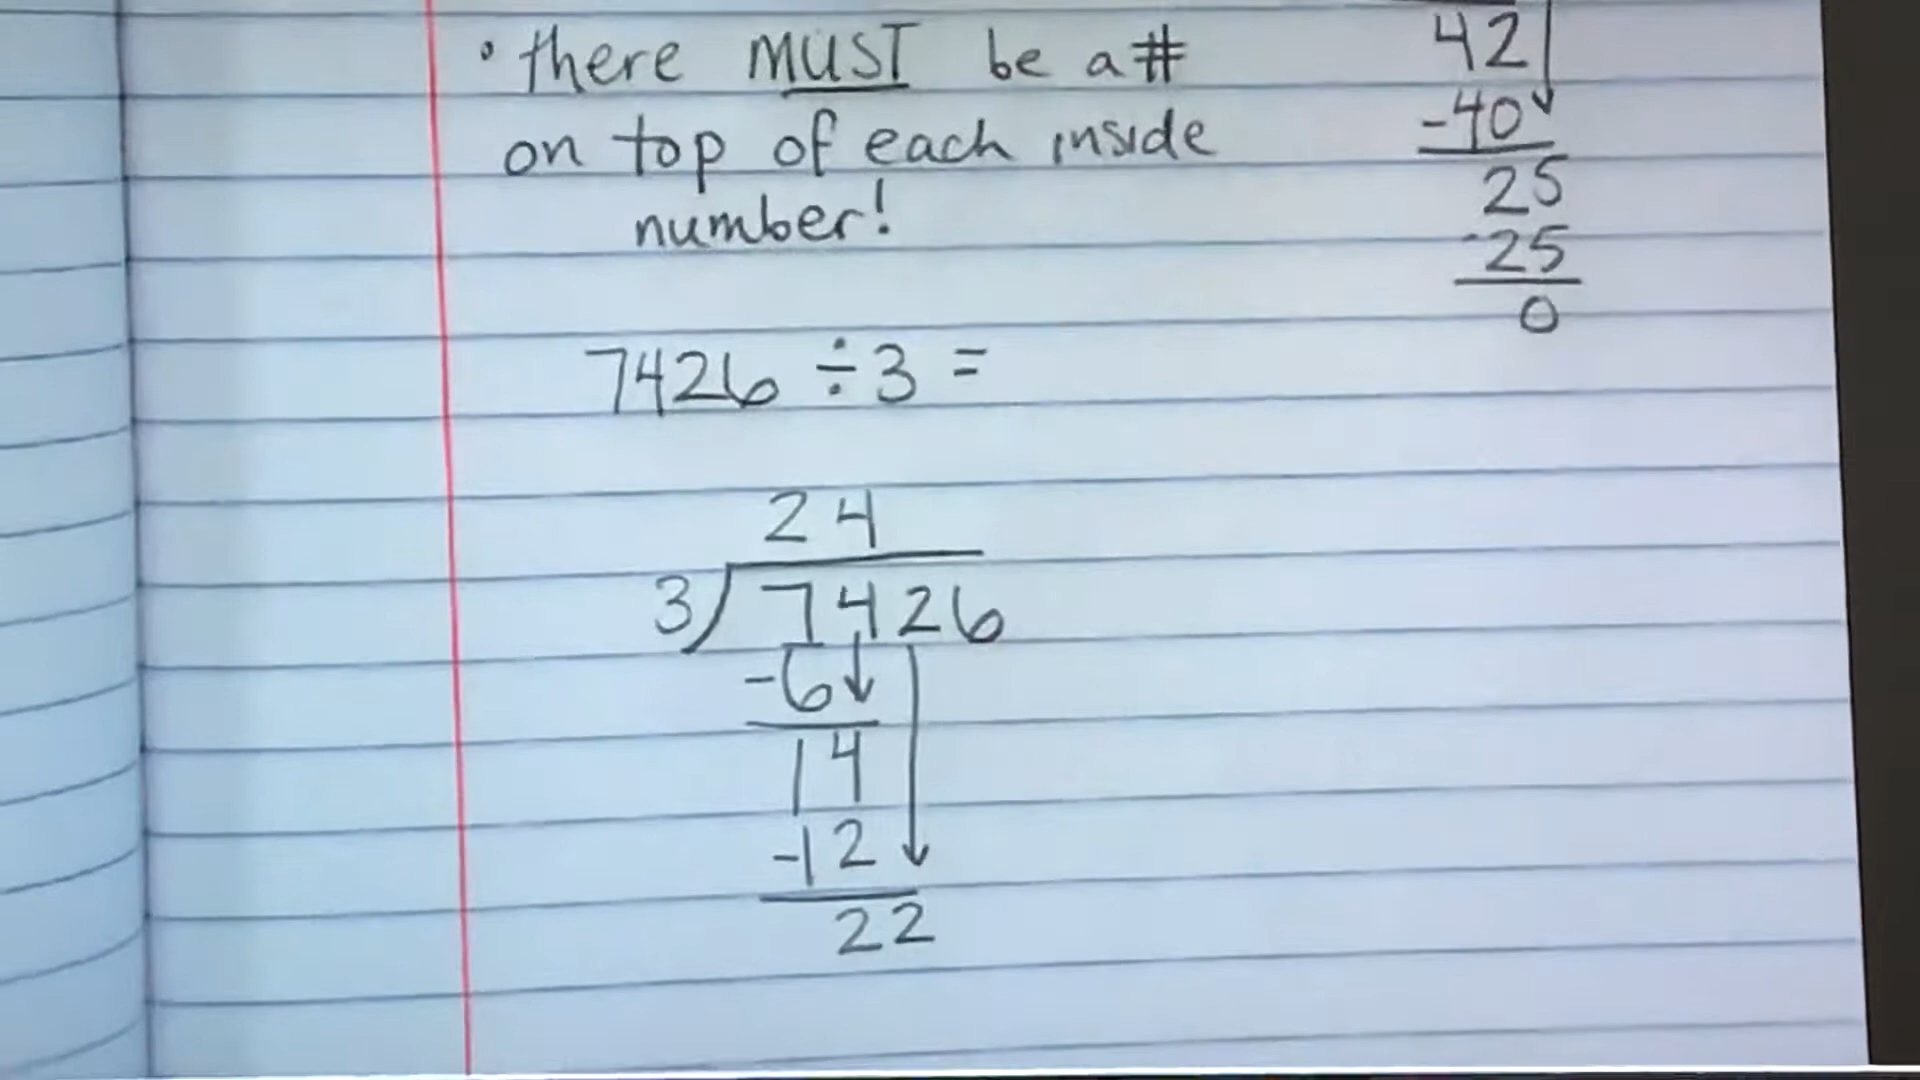 • there MUST be a #
on top of each inside
number!
42
-40
25
-25
0
7426 ÷ 3 =
24
3)7426
-6
14
-12
22